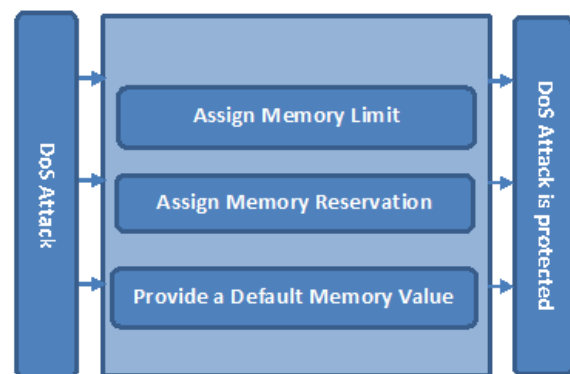 DoS Attack
Assign Memory Limit
Assign Memory Reservation
Provide a Default Memory Value
DoS Attack is protected